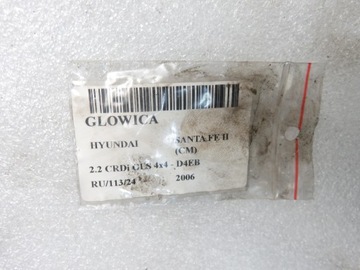 GLOWICA
HYUNDAI SANTA FE II
(CM)
2.2 CRDi GLS 4x4 - D4EB
RU/113/24 2006